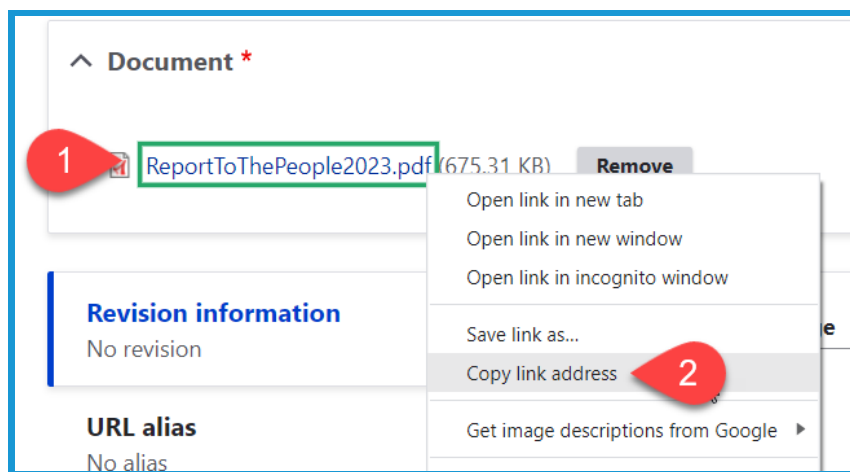 Document *
1
ReportToThePeople2023.pdf (675.31 KB) Remove
Open link in new tab
Open link in new window
Open link in incognito window
Revision information
No revision
Save link as...
Copy link address 2
URL alias
No alias
Get image descriptions from Google